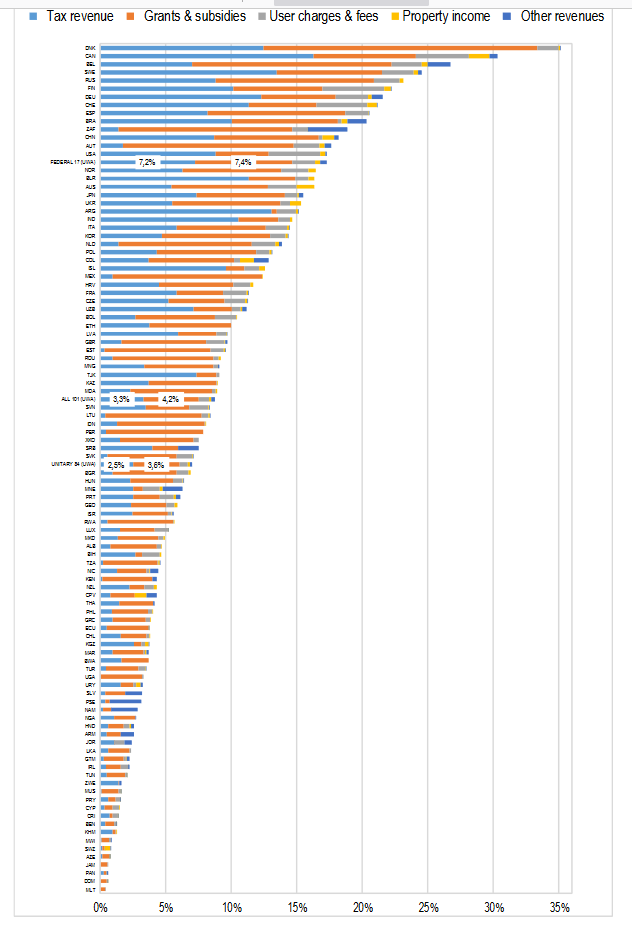 Tax revenue Grants & subsidies User charges & fees Property income Other revenues
DNK
CAN
BEL
SWE
RUS
FIN
DEU
CHE
ESP
BRA
ZAF
CHN
AUT
USA
FEDERAL 17 (UWA) 7,2% 7,4%
NOR
BLR
AUS
JPN
UKR
ARG
IND
ITA
KOR
NLD
POL
COL
ISL
MEX
HRV
FRA
CZE
UZB
BOL
ETH
LVA
GBR
EST
ROU
MNG
TJK
KAZ
MDA
ALL 101 (UWA) 3,3% 4,2%
SVN
LTU
IDN
PER
XKO
SRB
SVK
UNITARY 84 (UWA) 2,5% 3,6%
BGR
HUN
MNE
PRT
GEO
ISR
RWA
LUX
MKD
ALB
BIH
TZA
NIC
KEN
NZL
CPV
THA
PHL
GRC
ECU
CHL
KGZ
MAR
BWA
TUR
UGA
URY
SLV
PSE
NAM
NGA
HND
ARM
JOR
LKA
GTM
IRL
TUN
ZWE
MUS
PRY
CYP
CRI
BEN
KHM
MWI
SWZ
AZE
JAM
PAN
DOM
MLT
0% 5% 10% 15% 20% 25% 30% 35%